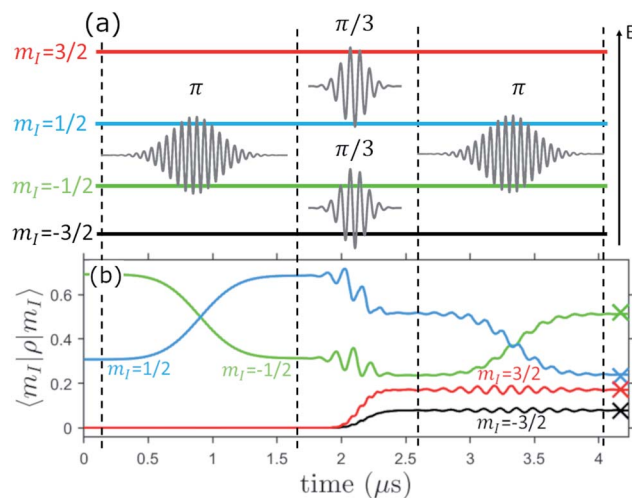 (a)
π/3
E
m_I=3/2
π
π
m_I=1/2
π/3
m_I=-1/2
m_I=-3/2
(b)
0.6
0.4
0.2
0
⟨m_I|ρ|m_I⟩
m_I=1/2
m_I=-1/2
m_I=3/2
m_I=-3/2
0 0.5 1 1.5 2 2.5 3 3.5 4
time (μs)